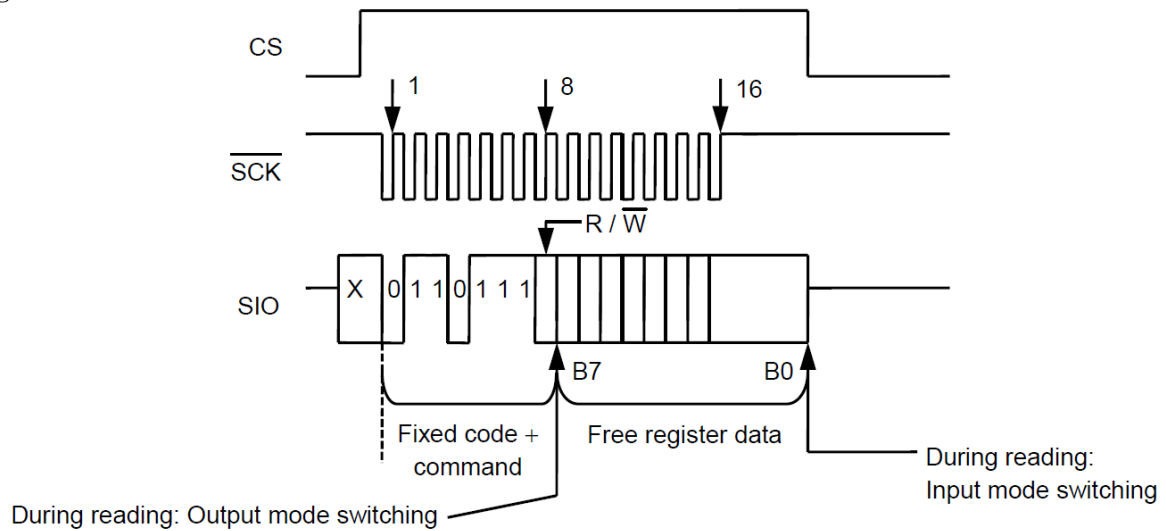 CS
1
8
16
SCK
R / W
SIO
X
0
1
1
0
1
1
1
B7
B0
Fixed code +
command
Free register data
During reading:
Input mode switching
During reading: Output mode switching